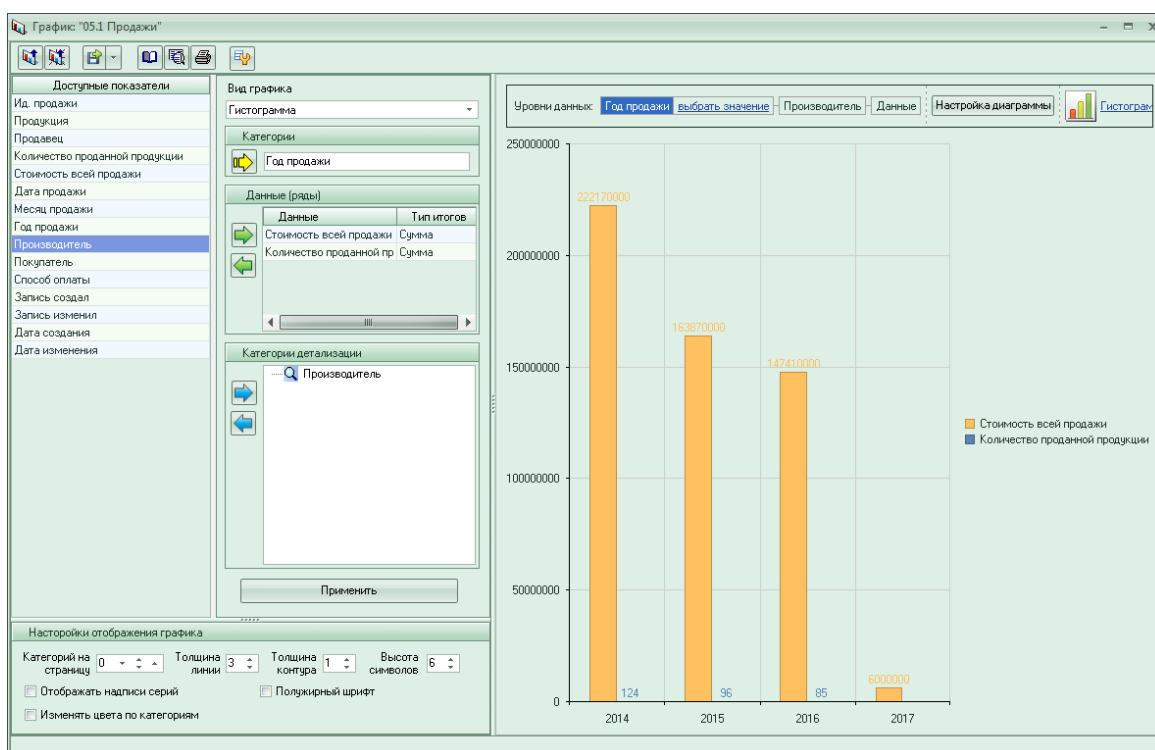 График: "05.1 Продажи"
Доступные показатели
Ид. продажи
Продукция
Продавец
Количество проданной продукции
Стоимость всей продажи
Дата продажи
Месяц продажи
Год продажи
Производитель
Покупатель
Способ оплаты
Запись создал
Запись изменил
Дата создания
Дата изменения
Вид графика
Гистограмма
Категории
Год продажи
Данные (ряды)
Данные Тип итогов
Стоимость всей продажи Сумма
Количество проданной пр Сумма
Категории детализации
Производитель
Применить
Насторойки отображения графика
Категорий на страницу 0 Толщина линии 3 Толщина контура 1 Высота символов 6
Отображать надписи серий Полужирный шрифт
Изменять цвета по категориям
Уровни данных: Год продажи выбрать значение Производитель Данные Настройка диаграммы Гистограм
250000000
200000000
150000000
100000000
50000000
0
222170000
163870000
147410000
6000000
124
96
85
2014 2015 2016 2017
Стоимость всей продажи
Количество проданной продукции